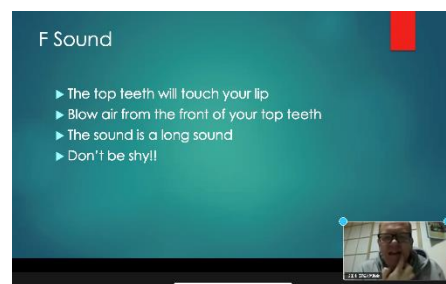 F Sound
The top teeth will touch your lip
Blow air from the front of your top teeth
The sound is a long sound
Don't be shy!!